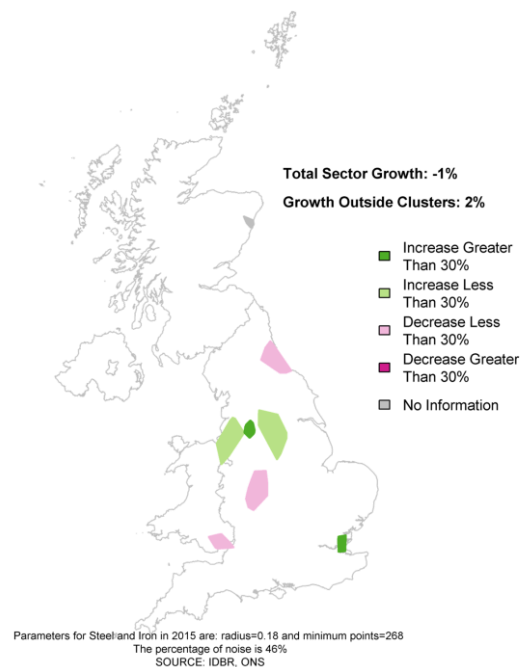 Total Sector Growth: -1%
Growth Outside Clusters: 2%
Increase Greater
Than 30%
Increase Less
Than 30%
Decrease Less
Than 30%
Decrease Greater
Than 30%
No Information
Parameters for Steel and Iron in 2015 are: radius=0.18 and minimum points=268
The percentage of noise is 46%
SOURCE: IDBR, ONS